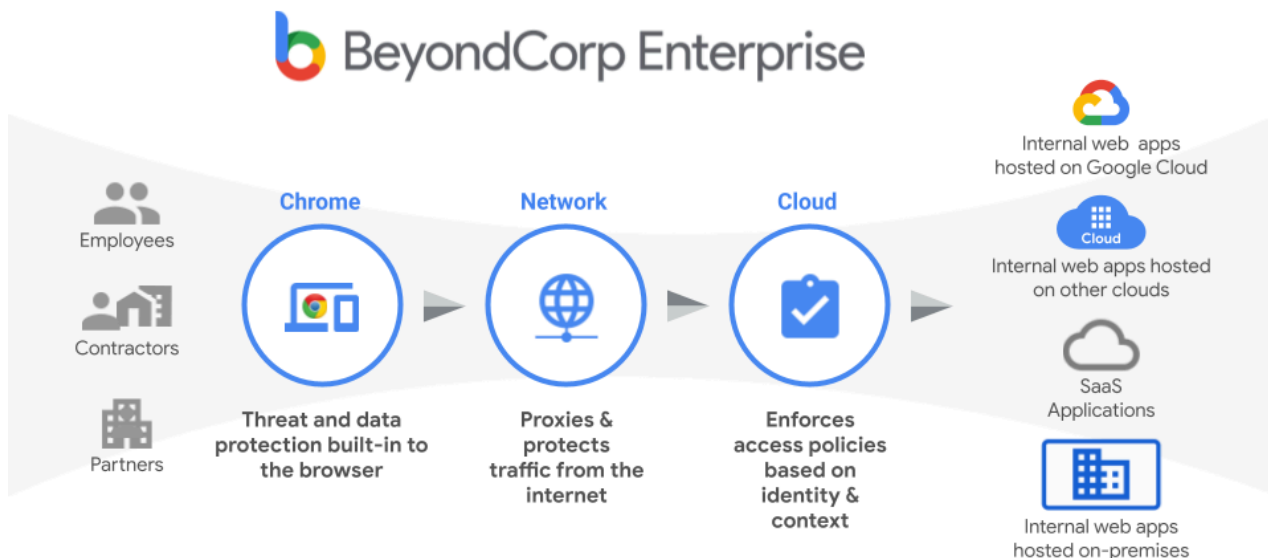 BeyondCorp Enterprise
Employees
Contractors
Partners
Chrome
Threat and data
protection built-in to
the browser
Network
Proxies &
protects
traffic from the
internet
Cloud
Enforces
access policies
based on
identity &
context
Internal web apps
hosted on Google Cloud
Cloud
Internal web apps hosted
on other clouds
SaaS
Applications
Internal web apps
hosted on-premises